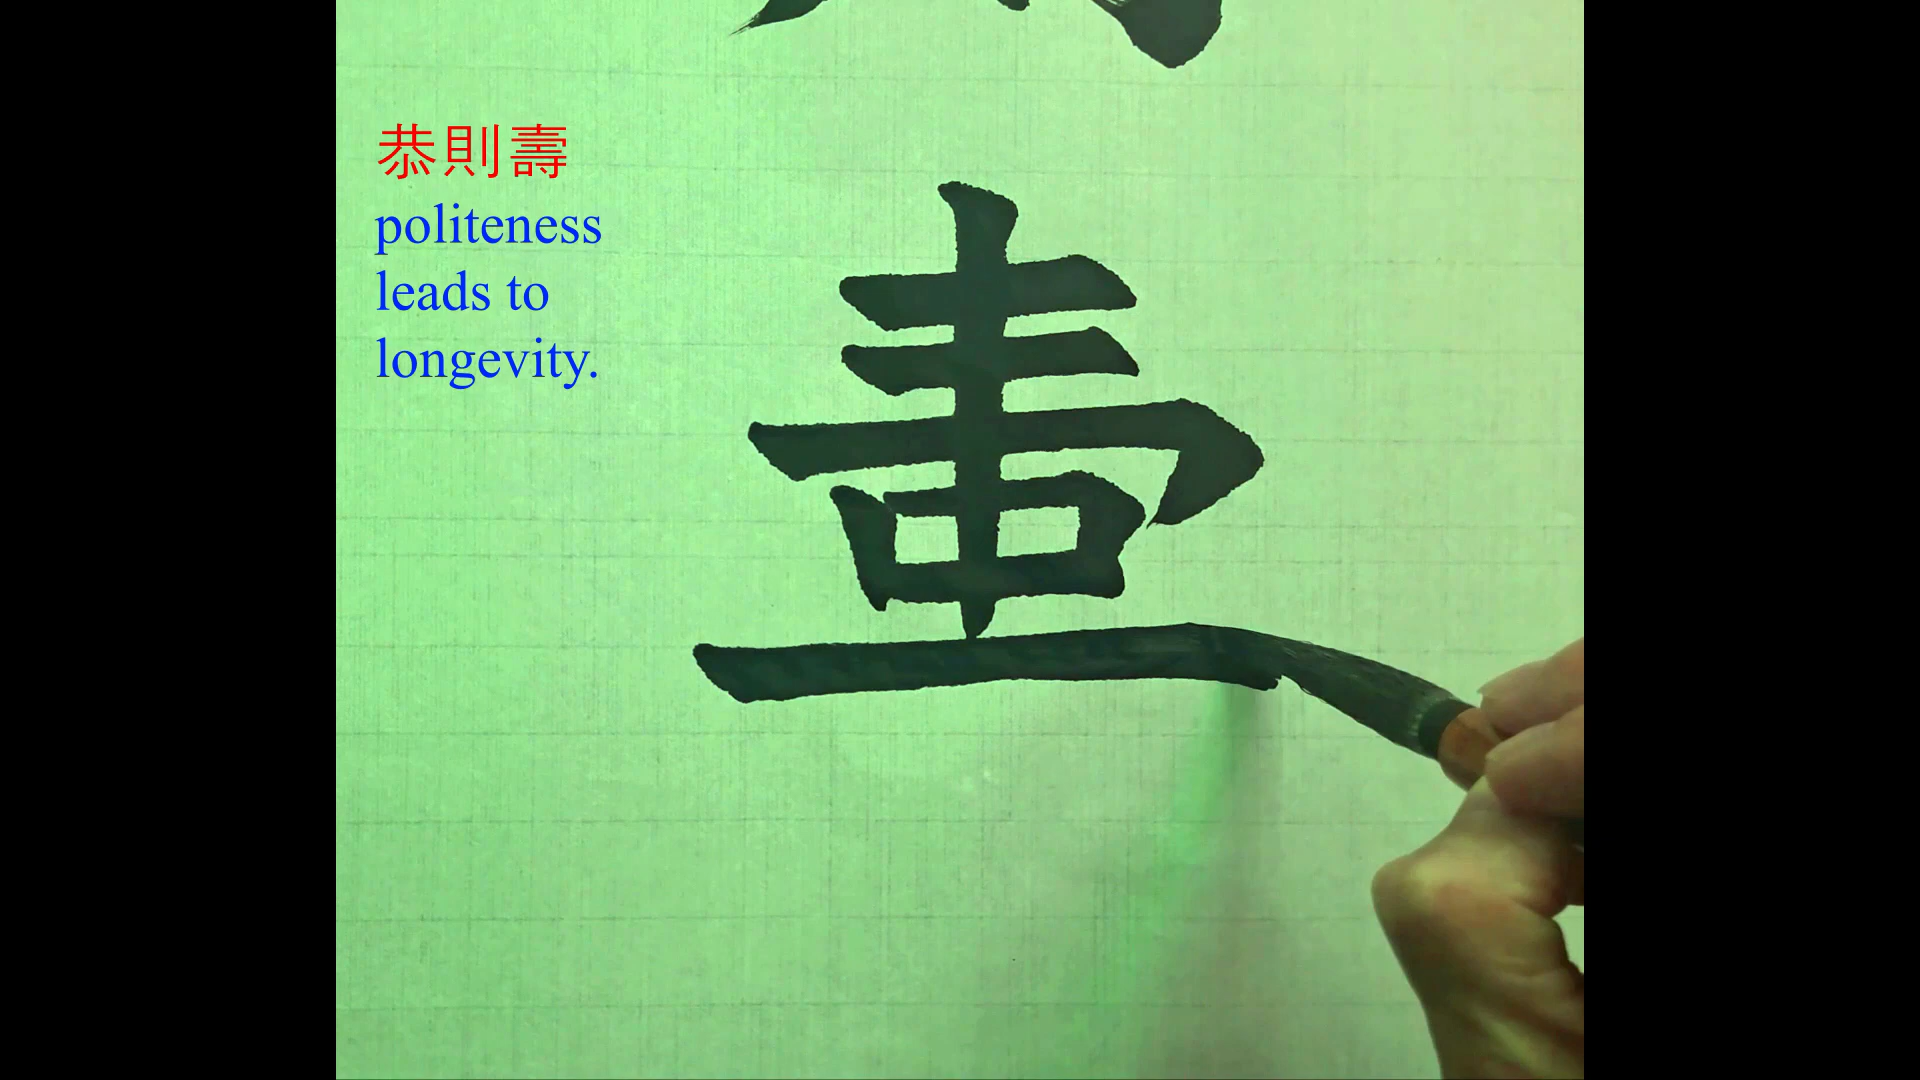 恭則壽
politeness
leads to
longevity.